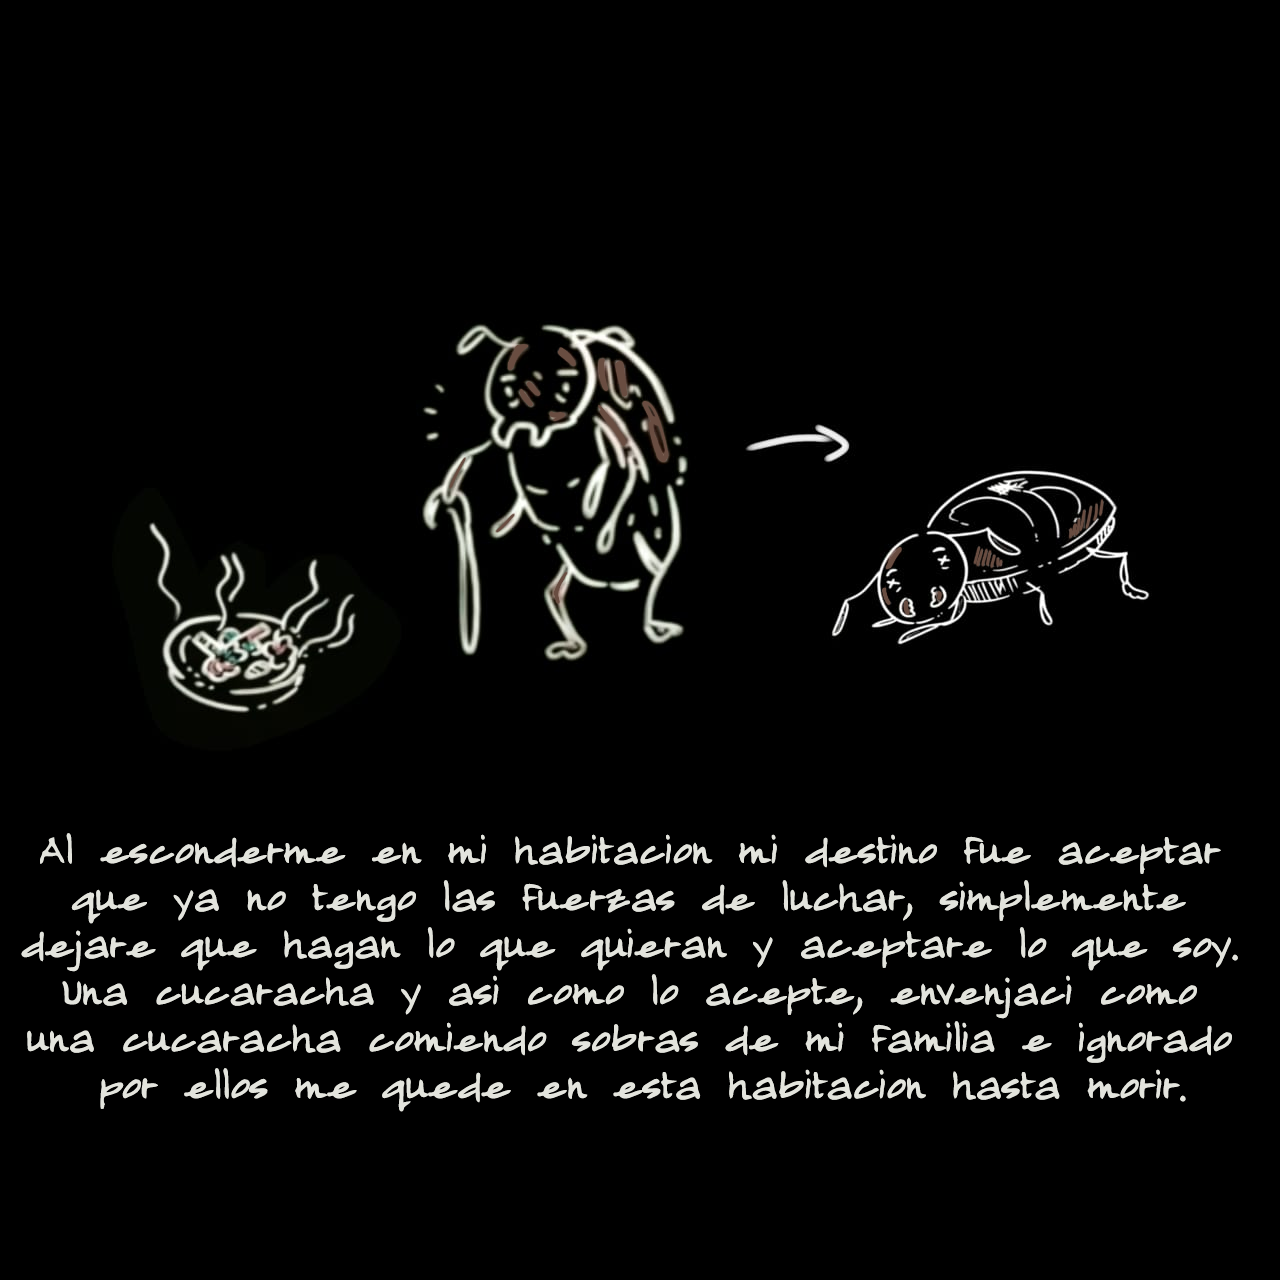 Al esconderme en mi habitacion mi destino fue aceptar
que ya no tengo las fuerzas de luchar, simplemente
dejare que hagan lo que quieran y aceptare lo que soy.
Una cucaracha y asi como lo acepte, envenjaci como
una cucaracha comiendo sobras de mi familia e ignorado
por ellos me quede en esta habitacion hasta morir.